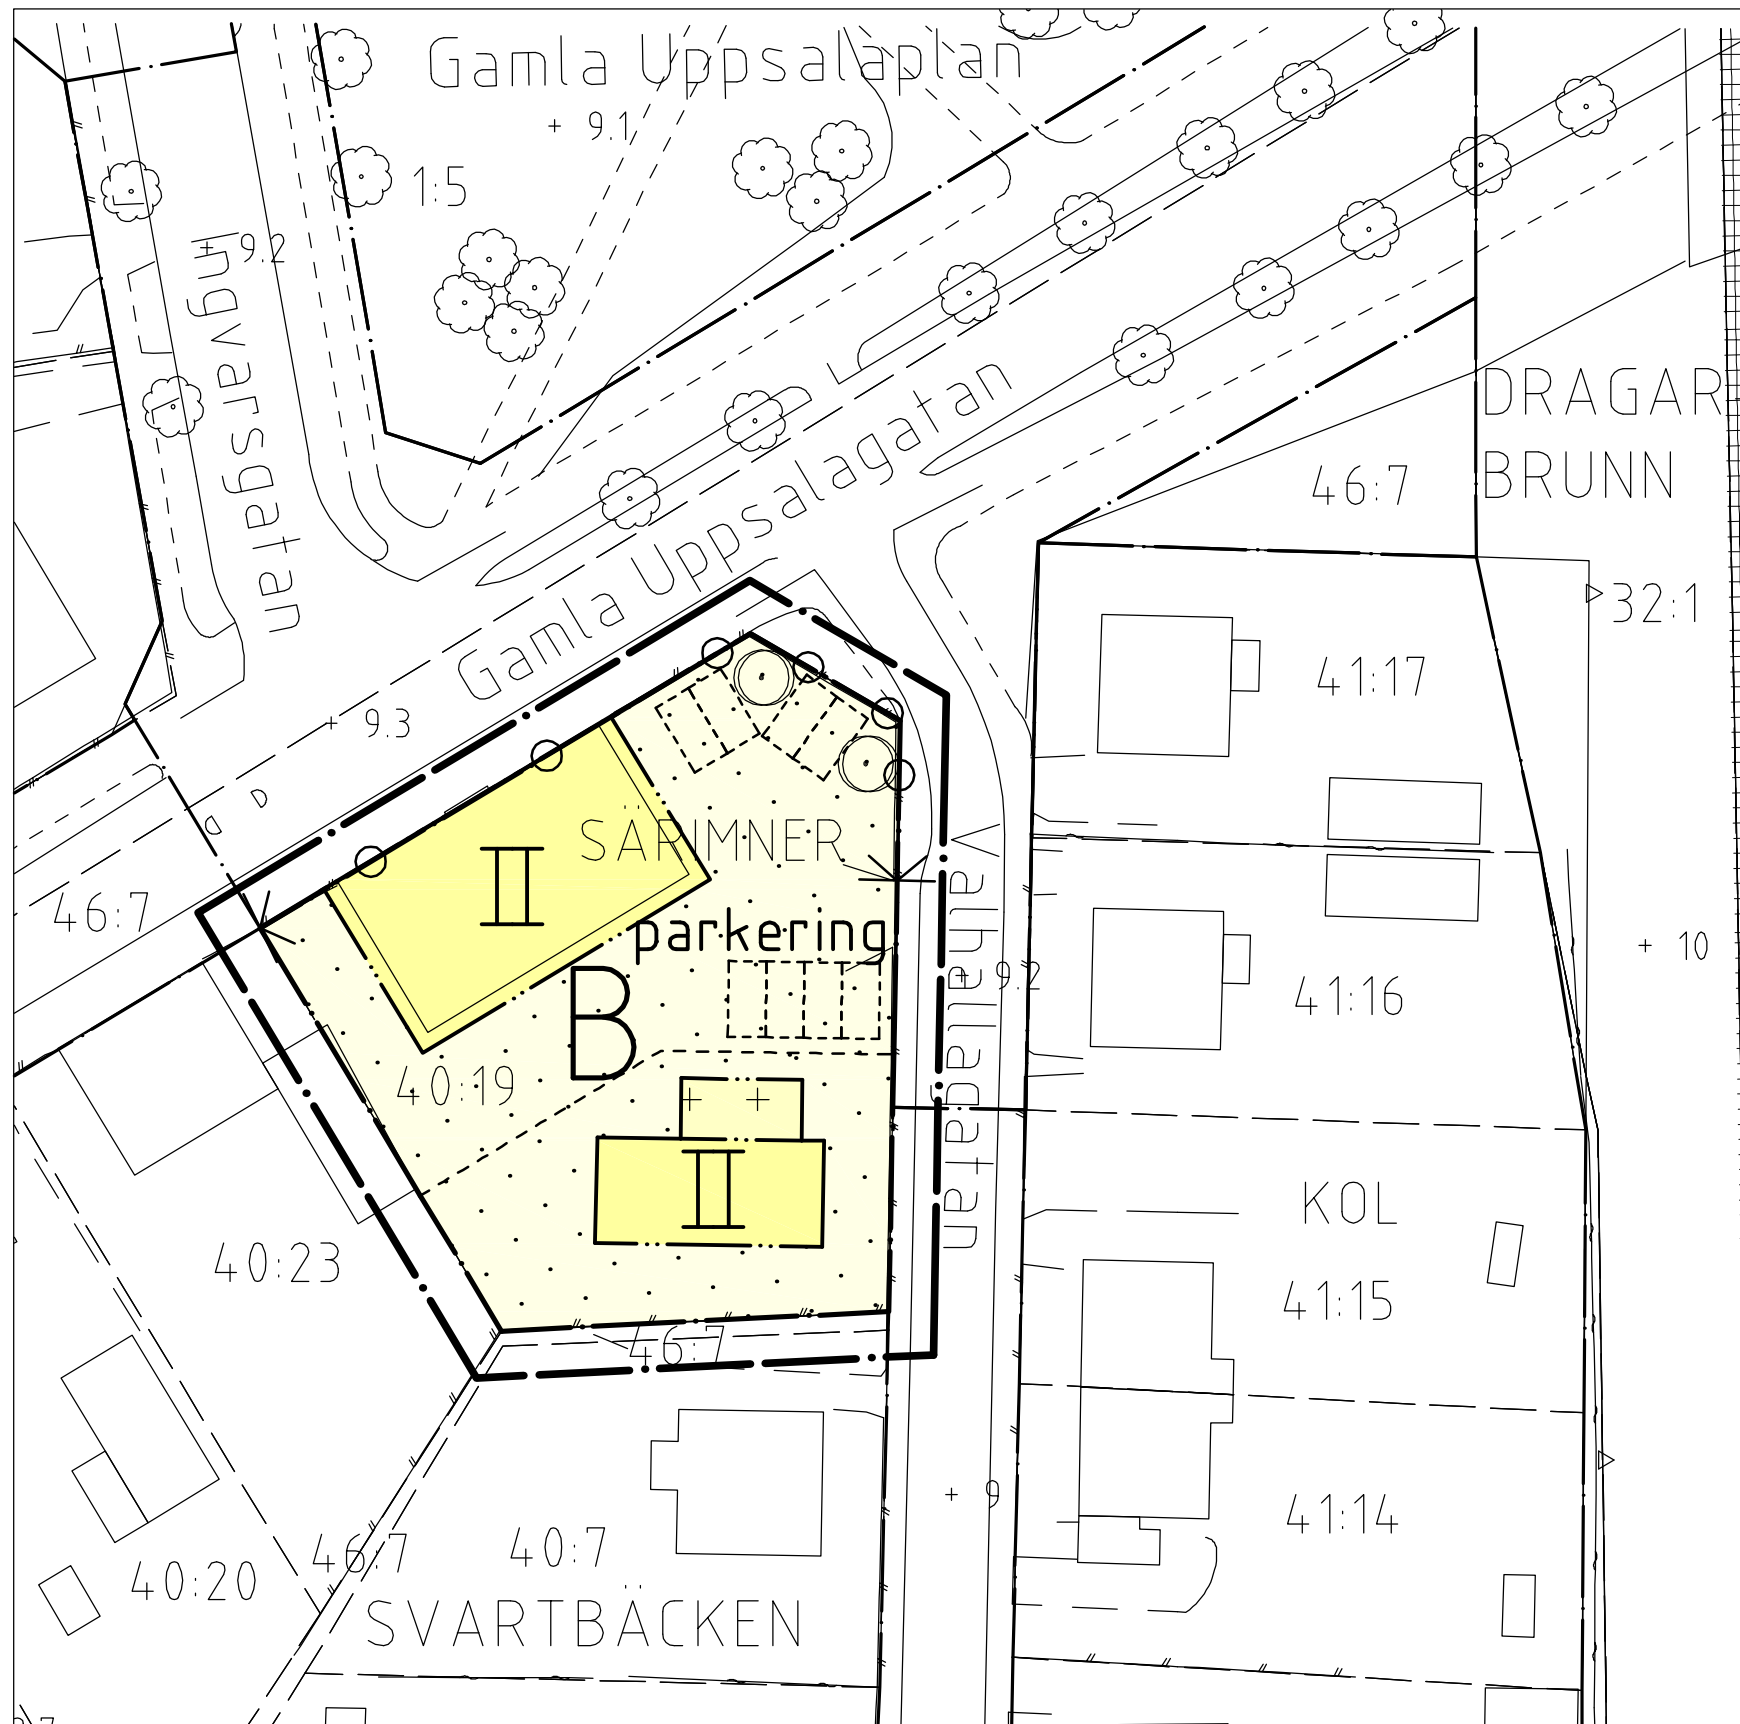 Gamla Uppsalaplan
+ 9.1
1:5
+ 9.2
Ingvarsgatan
Gamla Uppsalagatan
DRAGAR
BRUNN
46:7
32:1
41:17
+ 9.3
SÄRIMNER
II
46:7
parkering
Valhallagatan
+ 9.2
+ 10
41:16
B
40:19
II
KOL
40:23
41:15
46:7
+ 9
41:14
46:7
40:7
40:20
SVARTBÄCKEN